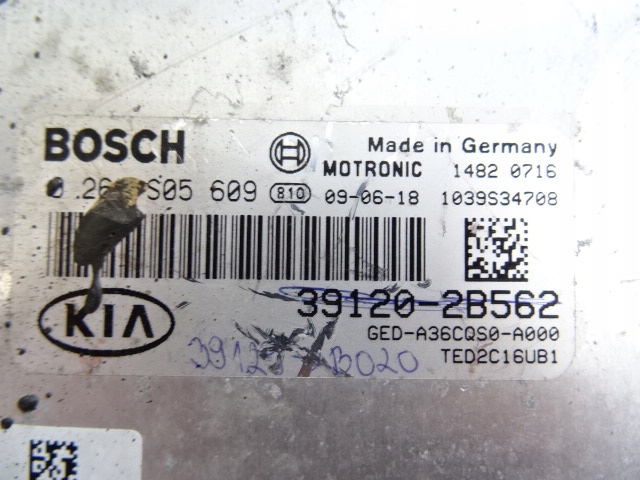 BOSCH
Made in Germany
MOTRONIC 1482 0716
S05 609 810 09-06-18 1039S34708
39120-2B562
KIA
GED-A36CQS0-A000
TED2C16UB1